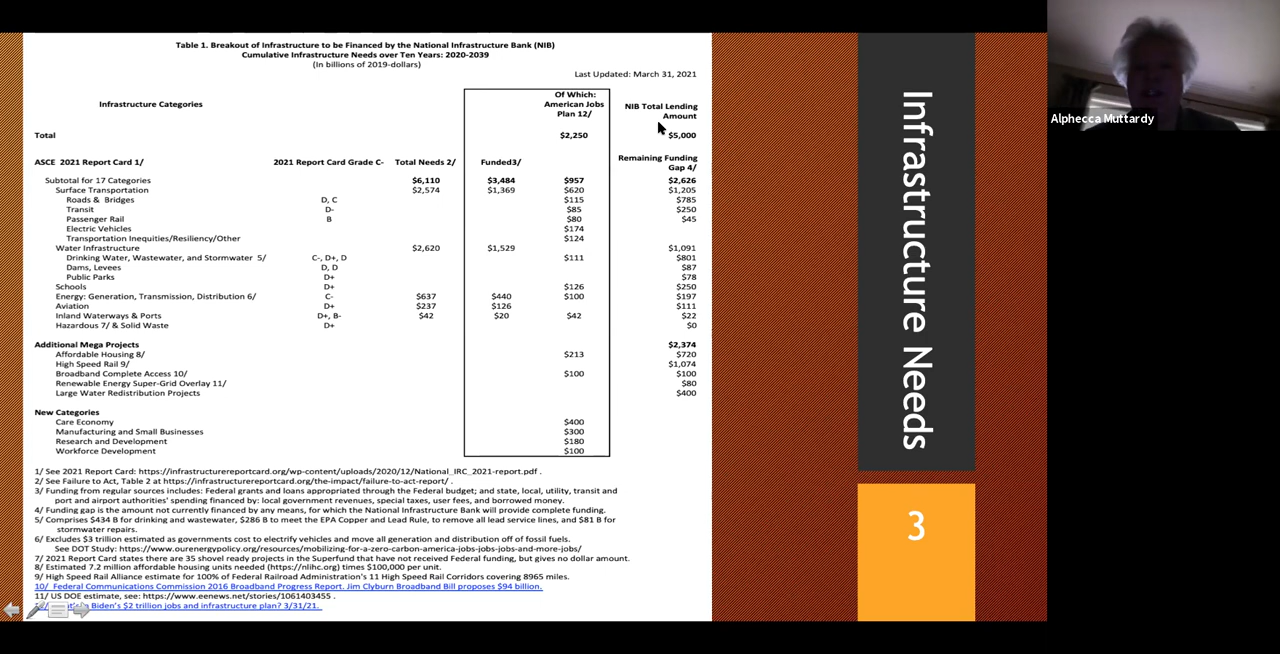 Table 1. Breakout of Infrastructure to be Financed by the National Infrastructure Bank (NIB)
Cumulative Infrastructure Needs over Ten Years: 2020-2039
(In billions of 2019-dollars)
Last Updated: March 31, 2021
Infrastructure Categories
Of Which:
American Jobs
Plan 12/
NIB Total Lending
Amount
Total $2,250 $5,000
ASCE 2021 Report Card 1/ 2021 Report Card Grade C- Total Needs 2/ Funded3/
Remaining Funding
Gap 4/
Subtotal for 17 Categories $6,110 $3,484 $957 $2,626
Surface Transportation $2,574 $1,369 $620 $1,205
Roads & Bridges D, C $115 $785
Transit D- $85 $250
Passenger Rail B $80 $45
Electric Vehicles $174
Transportation Inequities/Resiliency/Other $124
Water Infrastructure $2,620 $1,529 $1,091
Drinking Water, Wastewater, and Stormwater 5/ C-, D+, D $111 $801
Dams, Levees D, D $87
Public Parks D+ $78
Schools D+ $126 $250
Energy: Generation, Transmission, Distribution 6/ C- $637 $440 $100 $197
Aviation D+ $237 $126 $111
Inland Waterways & Ports D+, B- $42 $20 $42 $22
Hazardous 7/ & Solid Waste D+ $0
Additional Mega Projects $2,374
Affordable Housing 8/ $213 $720
High Speed Rail 9/ $1,074
Broadband Complete Access 10/ $100 $100
Renewable Energy Super-Grid Overlay 11/ $80
Large Water Redistribution Projects $400
New Categories
Care Economy $400
Manufacturing and Small Businesses $300
Research and Development $180
Workforce Development $100
1/ See 2021 Report Card: https://infrastructurereportcard.org/wp-content/uploads/2020/12/National_IRC_2021-report.pdf .
2/ See Failure to Act, Table 2 at https://infrastructurereportcard.org/the-impact/failure-to-act-report/ .
3/ Funding from regular sources includes: Federal grants and loans appropriated through the Federal budget; and state, local, utility, transit and
port and airport authorities' spending financed by: local government revenues, special taxes, user fees, and borrowed money.
4/ Funding gap is the amount not currently financed by any means, for which the National Infrastructure Bank will provide complete funding.
5/ Comprises $434 B for drinking and wastewater, $286 B to meet the EPA Copper and Lead Rule, to remove all lead service lines, and $81 B for
stormwater repairs.
6/ Excludes $3 trillion estimated as governments cost to electrify vehicles and move all generation and distribution off of fossil fuels.
See DOT Study: https://www.ourenergypolicy.org/resources/mobilizing-for-a-zero-carbon-america-jobs-jobs-jobs-and-more-jobs/
7/ 2021 Report Card states there are 35 shovel ready projects in the Superfund that have not received Federal funding, but gives no dollar amount.
8/ Estimated 7.2 million affordable housing units needed (https://nlihc.org) times $100,000 per unit.
9/ High Speed Rail Alliance estimate for 100% of Federal Railroad Administration's 11 High Speed Rail Corridors covering 8965 miles.
10/ Federal Communications Commission 2016 Broadband Progress Report. Jim Clyburn Broadband Bill proposes $94 billion.
11/ US DOE estimate, see: https://www.eenews.net/stories/1061403455 .
Biden's $2 trillion jobs and infrastructure plan? 3/31/21.
Infrastructure Needs
3
Alphecca Muttardy